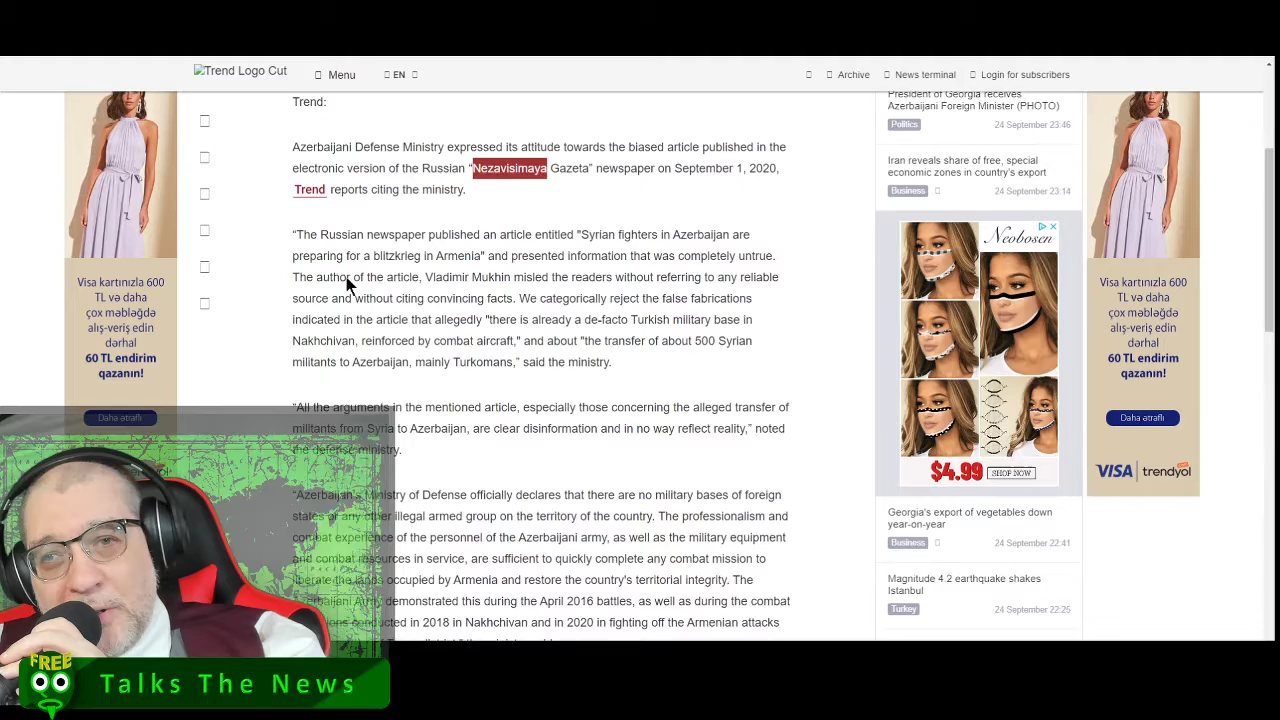 Trend Logo Cut
Menu
EN
Archive
News terminal
Login for subscribers
Trend:
Azerbaijani Defense Ministry expressed its attitude towards the biased article published in the
electronic version of the Russian “Nezavisimaya Gazeta” newspaper on September 1, 2020,
Trend reports citing the ministry.
“The Russian newspaper published an article entitled "Syrian fighters in Azerbaijan are
preparing for a blitzkrieg in Armenia" and presented information that was completely untrue.
The author of the article, Vladimir Mukhin misled the readers without referring to any reliable
source and without citing convincing facts. We categorically reject the false fabrications
indicated in the article that allegedly "there is already a de-facto Turkish military base in
Nakhchivan, reinforced by combat aircraft," and about "the transfer of about 500 Syrian
militants to Azerbaijan, mainly Turkomans,” said the ministry.
“All the arguments in the mentioned article, especially those concerning the alleged transfer of
militants from Syria to Azerbaijan, are clear disinformation and in no way reflect reality,” noted
the defense ministry.
“Azerbaijan's Ministry of Defense officially declares that there are no military bases of foreign
states or any other illegal armed group on the territory of the country. The professionalism and
combat experience of the personnel of the Azerbaijani army, as well as the military equipment
and combat resources in service, are sufficient to quickly complete any combat mission to
liberate the lands occupied by Armenia and restore the country's territorial integrity. The
Azerbaijani Army demonstrated this during the April 2016 battles, as well as during the combat
conducted in 2018 in Nakhchivan and in 2020 in fighting off the Armenian attacks
President of Georgia receives
Azerbaijani Foreign Minister (PHOTO)
Politics 24 September 23:46
Iran reveals share of free, special
economic zones in country's export
Business 24 September 23:14
Neobosen
$4.99 SHOP NOW
Georgia's export of vegetables down
year-on-year
Business 24 September 22:41
Magnitude 4.2 earthquake shakes
Istanbul
Turkey 24 September 22:25
Visa kartınızla 600
TL və daha
çox məbləğdə
alış-veriş edin
dərhal
60 TL endirim
qazanın!
Daha ətraflı
Visa kartınızla 600
TL və daha
çox məbləğdə
alış-veriş edin
dərhal
60 TL endirim
qazanın!
Daha ətraflı
VISA trendyol
FREE
Talks The News